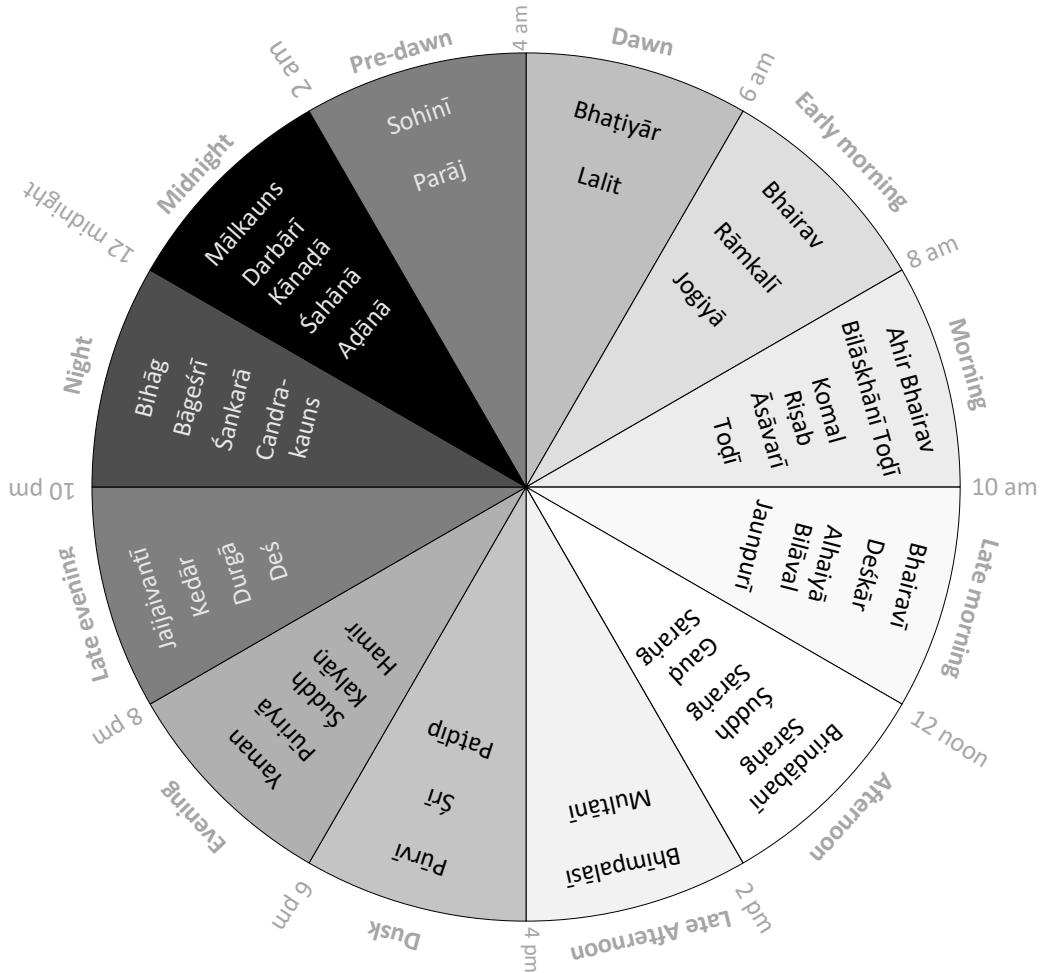 4 am
Dawn
Bhaṭiyār
Lalit
6 am
Early morning
Bhairav
Rāmkalī
Jogiyā
8 am
Morning
Ahir Bhairav
Bilāskhānī Toḍī
Komal
Riṣab
Āsāvarī
Toḍī
10 am
Late morning
Bhairavī
Deśkār
Alhaiyā
Bilāval
Jaunpurī
12 noon
Afternoon
Brindābanī
Sāraṅg
Śuddh
Sāraṅg
Gauḍ
Sāraṅg
2 pm
Late Afternoon
Bhīmpalāsī
Multānī
4 pm
Dusk
Pūrvī
Śrī
Paṭdīp
6 pm
Evening
Yaman
Pūriryā
Śuddh
Kalyāṇ
Hamīr
8 pm
Late evening
Jaijaivantī
Kedār
Durgā
Deś
10 pm
Night
Bihāg
Bāgeśrī
Śankarā
Candra-
kauns
12 midnight
Midnight
Mālkauns
Darbārī
Kānaḍā
Śahānā
Aḍānā
2 am
Pre-dawn
Sohinī
Parāj